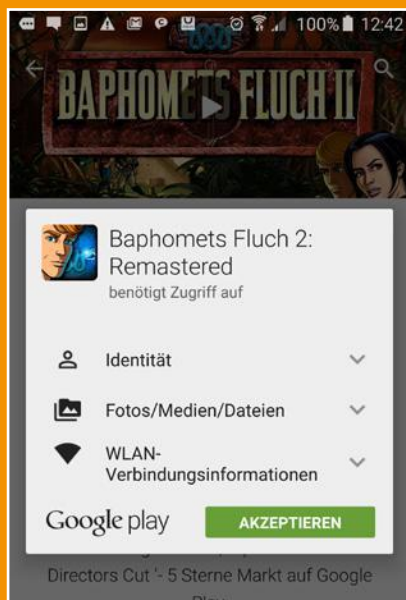 100% 12:42
BAPHOMETS FLUCH II
Baphomets Fluch 2:
Remastered
benötigt Zugriff auf
Identität
Fotos/Medien/Dateien
WLAN-
Verbindungsinformationen
Google play
AKZEPTIEREN
Directors Cut '- 5 Sterne Markt auf Google